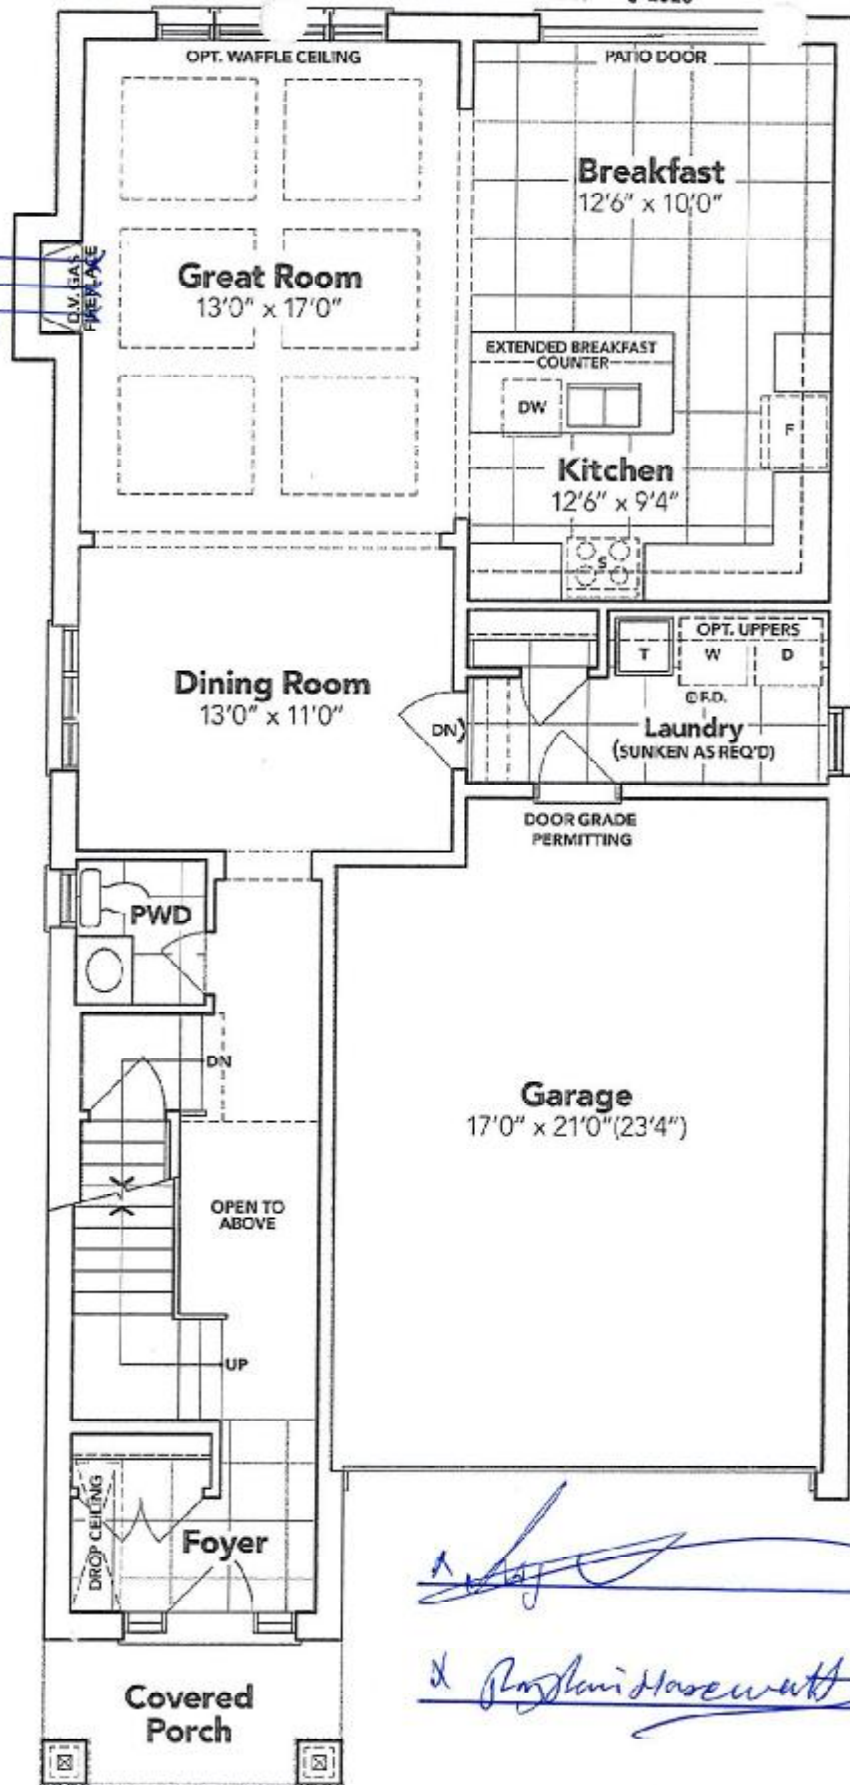 OPT. WAFFLE CEILING
PATIO DOOR
Breakfast
12'6" x 10'0"
D.V. GAS
FIREPLACE
Great Room
13'0" x 17'0"
EXTENDED BREAKFAST
COUNTER
DW
F
Kitchen
12'6" x 9'4"
S
OPT. UPPERS
T
W
D
F.D.
Dining Room
13'0" x 11'0"
DN
Laundry
(SUNKEN AS REQ'D)
DOOR GRADE
PERMITTING
PWD
DN
Garage
17'0" x 21'0"(23'4")
OPEN TO
ABOVE
UP
DROP CEILING
Foyer
Covered
Porch